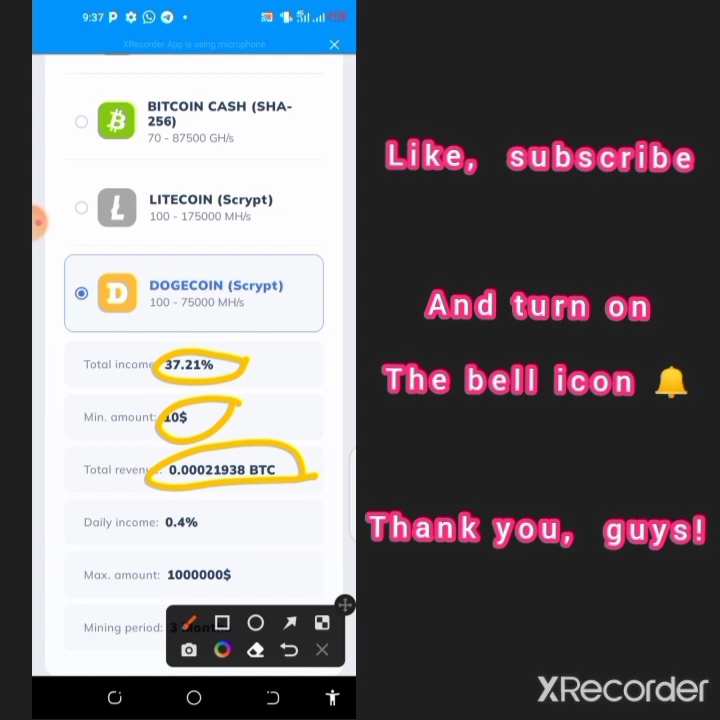 9:37
XRecorder App is using microphone
BITCOIN CASH (SHA-
256)
70 - 87500 GH/s
LITECOIN (Scrypt)
100 - 175000 MH/s
DOGECOIN (Scrypt)
100 - 75000 MH/s
Total income 37.21%
Min. amount: 10$
Total revenue: 0.00021938 BTC
Daily income: 0.4%
Max. amount: 1000000$
Mining period: 3
Like, subscribe
And turn on
The bell icon 🔔
Thank you, guys!
XRecorder